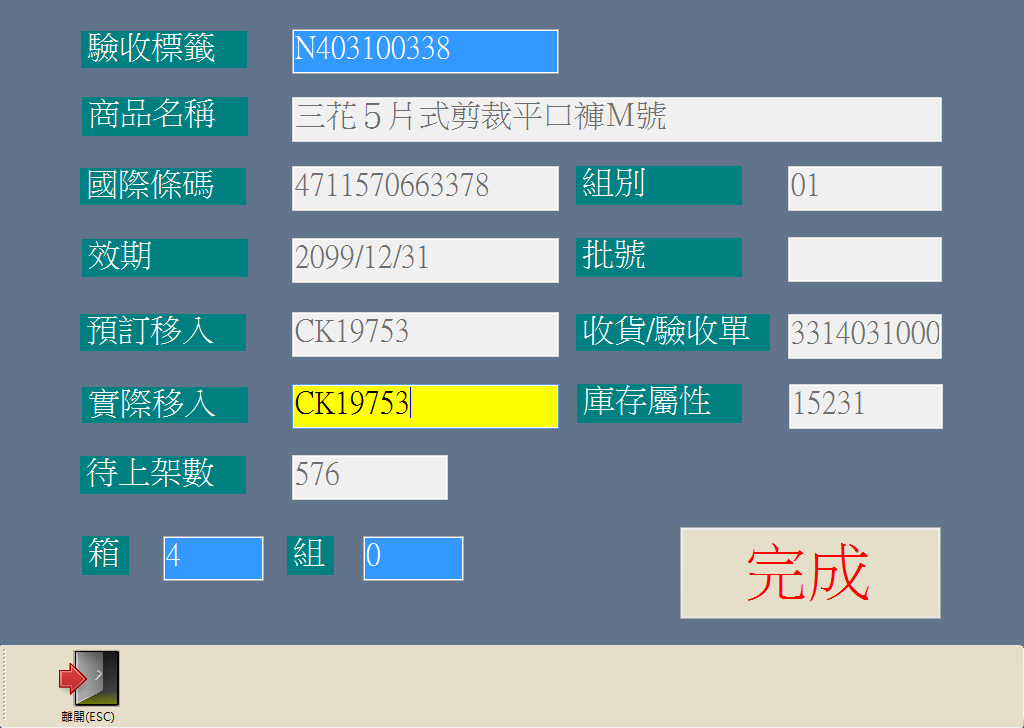 驗收標籤 N403100338
商品名稱 三花５片式剪裁平口褲M號
國際條碼 4711570663378 組別 01
效期 2099/12/31 批號
預訂移入 CK19753 收貨/驗收單 3314031000
實際移入 CK19753 庫存屬性 15231
待上架數 576
箱 4 組 0
完成
離開(ESC)